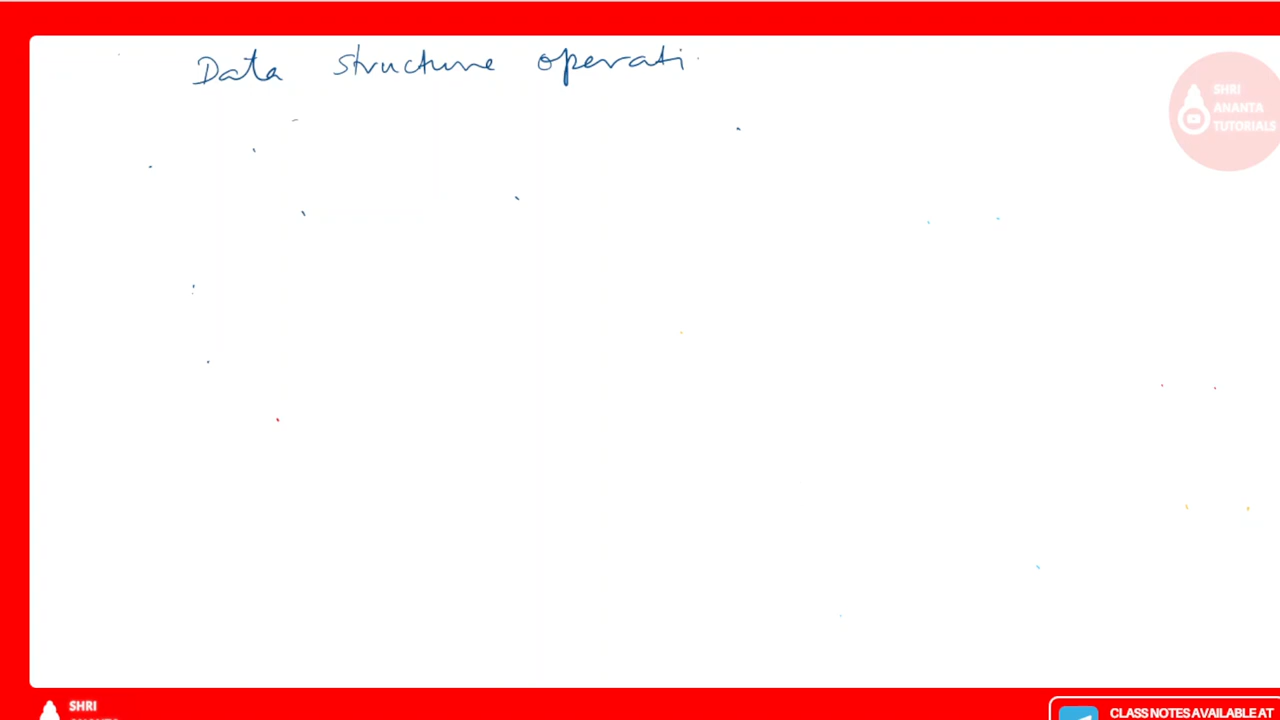 Data structure operati
SHRI
ANANTA
TUTORIALS
SHRI
CLASS NOTES AVAILABLE AT